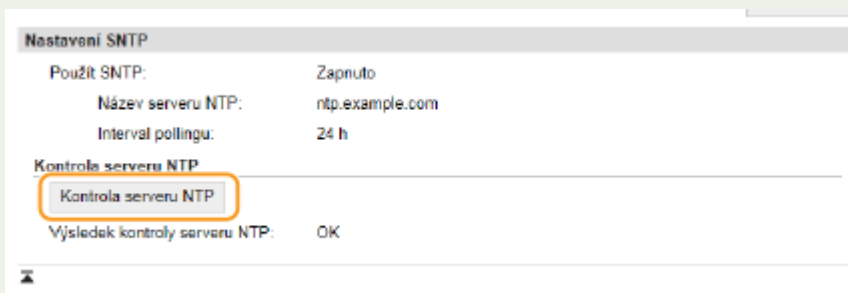 Nastavení SNTP
Použít SNTP: Zapnuto
Název serveru NTP: ntp.example.com
Interval pollingu: 24 h
Kontrola serveru NTP
Kontrola serveru NTP
Výsledek kontroly serveru NTP: OK